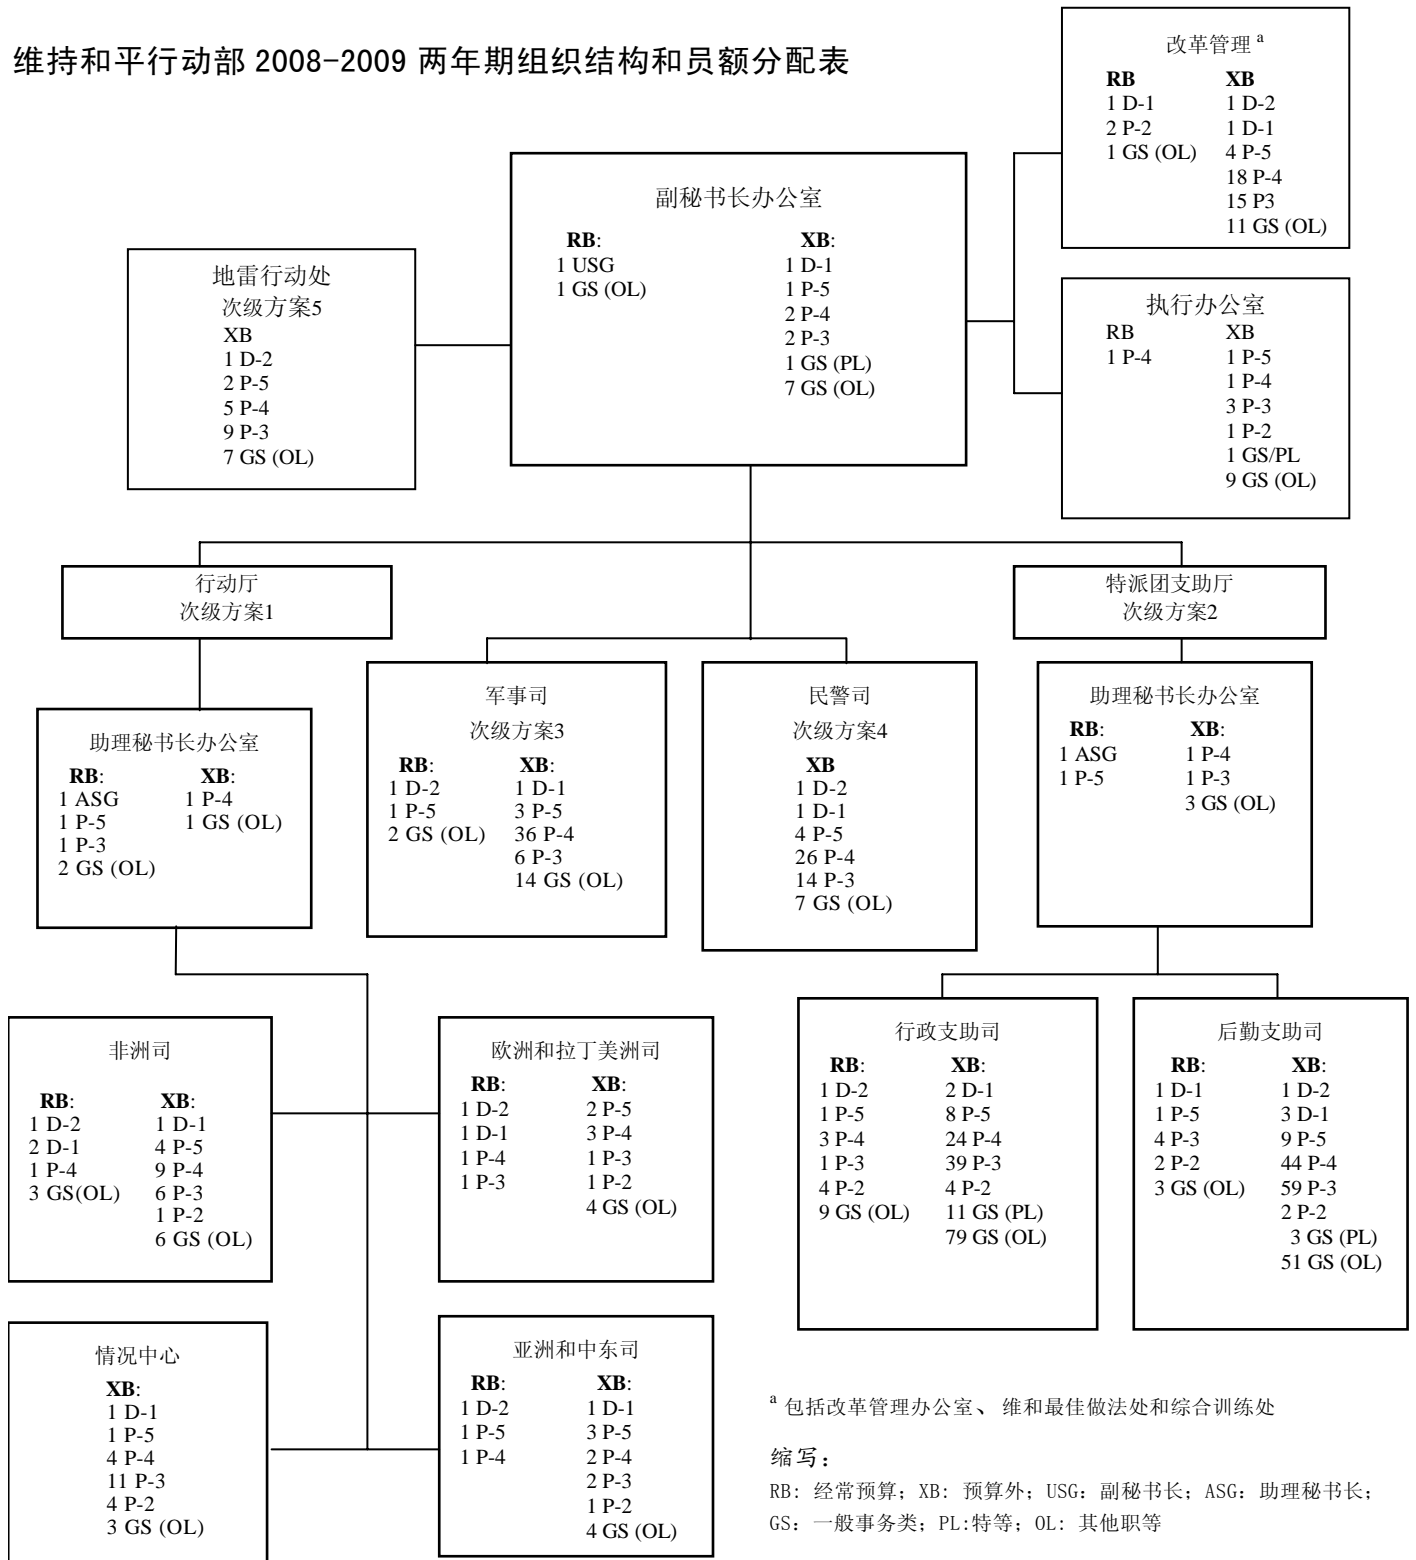 维持和平行动部 2008-2009 两年期组织结构和员额分配表
改革管理 a
RB XB
1 D-1 1 D-2
2 P-2 1 D-1
1 GS (OL) 4 P-5
18 P-4
15 P3
11 GS (OL)
副秘书长办公室
RB: XB:
1 USG 1 D-1
1 GS (OL) 1 P-5
2 P-4
2 P-3
1 GS (PL)
7 GS (OL)
地雷行动处
次级方案5
XB
1 D-2
2 P-5
5 P-4
9 P-3
7 GS (OL)
执行办公室
RB XB
1 P-4 1 P-5
1 P-4
3 P-3
1 P-2
1 GS/PL
9 GS (OL)
行动厅
次级方案1
特派团支助厅
次级方案2
助理秘书长办公室
RB: XB:
1 ASG 1 P-4
1 P-5 1 GS (OL)
1 P-3
2 GS (OL)
军事司
次级方案3
RB: XB:
1 D-2 1 D-1
1 P-5 3 P-5
2 GS (OL) 36 P-4
6 P-3
14 GS (OL)
民警司
次级方案4
XB
1 D-2
1 D-1
4 P-5
26 P-4
14 P-3
7 GS (OL)
助理秘书长办公室
RB: XB:
1 ASG 1 P-4
1 P-5 1 P-3
3 GS (OL)
非洲司
RB: XB:
1 D-2 1 D-1
2 D-1 4 P-5
1 P-4 9 P-4
3 GS(OL) 6 P-3
1 P-2
6 GS (OL)
欧洲和拉丁美洲司
RB: XB:
1 D-2 2 P-5
1 D-1 3 P-4
1 P-4 1 P-3
1 P-3 1 P-2
4 GS (OL)
行政支助司
RB: XB:
1 D-2 2 D-1
1 P-5 8 P-5
3 P-4 24 P-4
1 P-3 39 P-3
4 P-2 4 P-2
9 GS (OL) 11 GS (PL)
79 GS (OL)
后勤支助司
RB: XB:
1 D-1 1 D-2
1 P-5 3 D-1
4 P-3 9 P-5
2 P-2 44 P-4
3 GS (OL) 59 P-3
2 P-2
3 GS (PL)
51 GS (OL)
情况中心
XB:
1 D-1
1 P-5
4 P-4
11 P-3
4 P-2
3 GS (OL)
亚洲和中东司
RB: XB:
1 D-2 1 D-1
1 P-5 3 P-5
1 P-4 2 P-4
2 P-3
1 P-2
4 GS (OL)
a 包括改革管理办公室、 维和最佳做法处和综合训练处
缩写：
RB: 经常预算；XB: 预算外；USG: 副秘书长；ASG: 助理秘书长；
GS: 一般事务类；PL:特等；OL: 其他职等